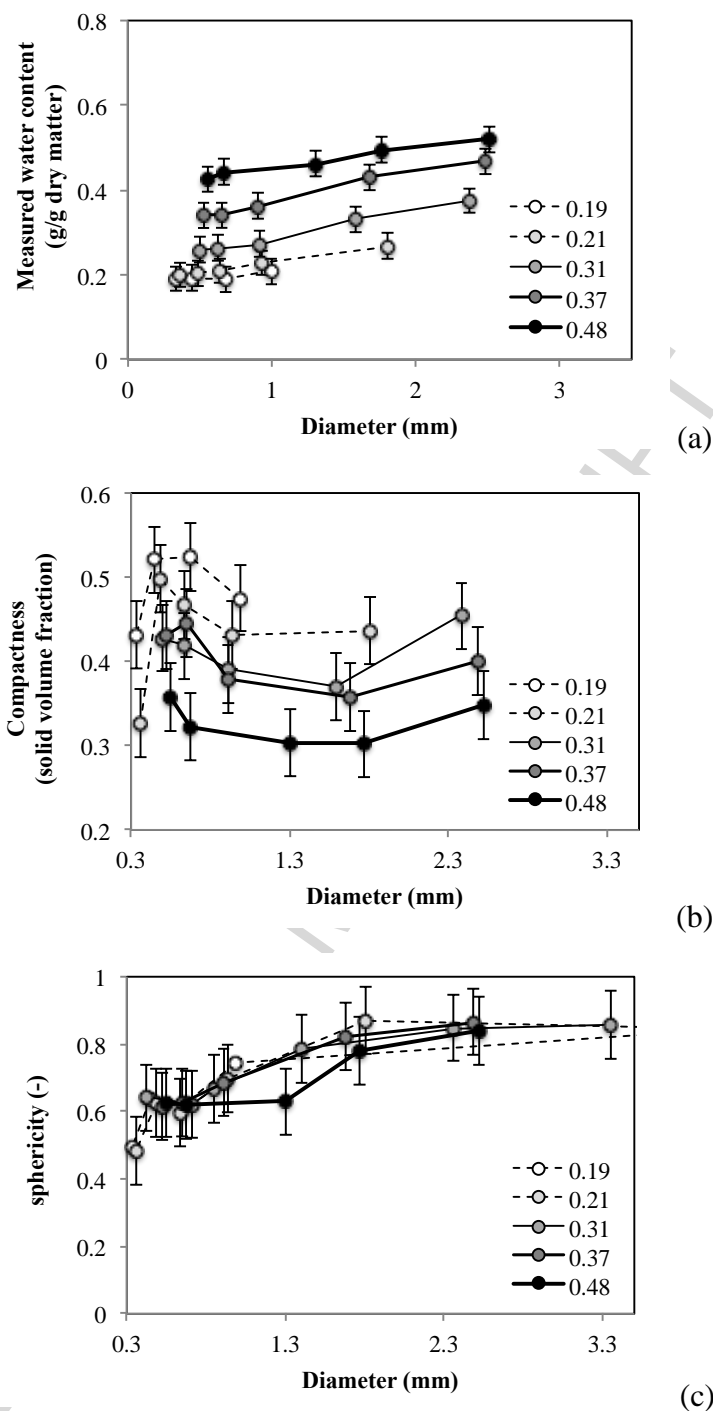 0.8
0.6
0.4
0.2
0
Measured water content
(g/g dry matter)
0 1 2 3
Diameter (mm)
0.19
0.21
0.31
0.37
0.48
(a)
0.6
0.5
0.4
0.3
0.2
Compactness
(solid volume fraction)
0.3 1.3 2.3 3.3
Diameter (mm)
0.19
0.21
0.31
0.37
0.48
(b)
1
0.8
0.6
0.4
0.2
0
sphericity (-)
0.3 1.3 2.3 3.3
Diameter (mm)
0.19
0.21
0.31
0.37
0.48
(c)